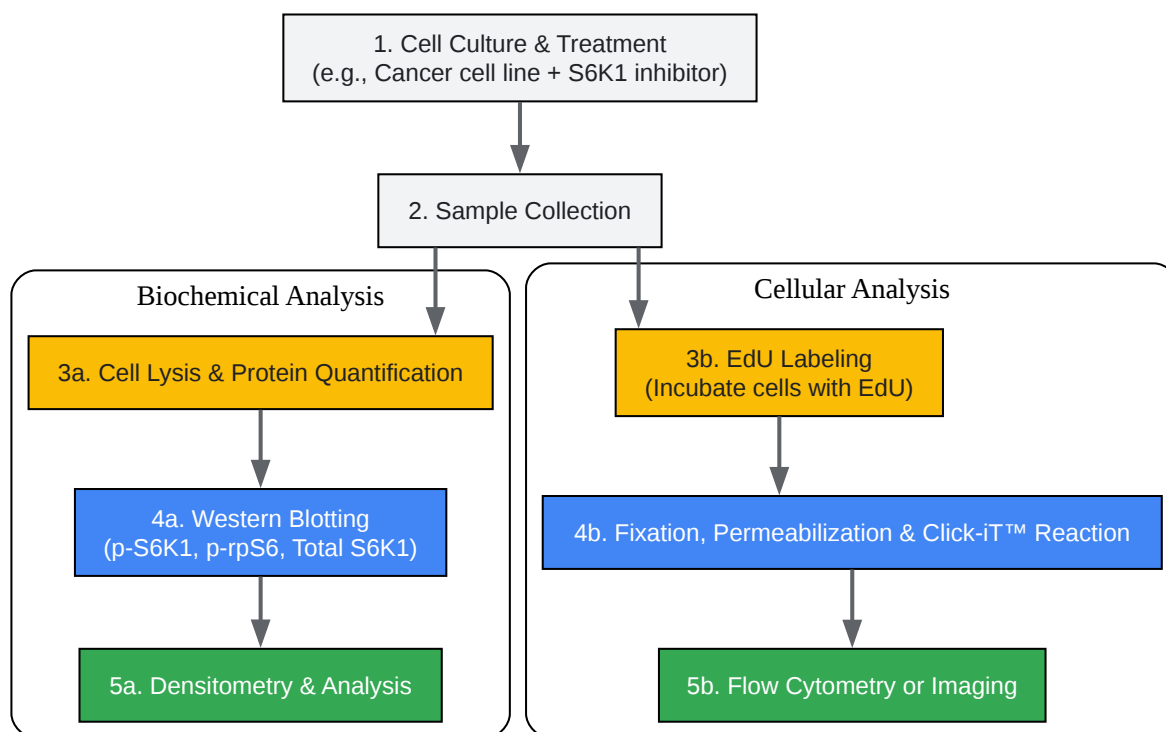 1. Cell Culture & Treatment
(e.g., Cancer cell line + S6K1 inhibitor)
2. Sample Collection
Biochemical Analysis
3a. Cell Lysis & Protein Quantification
4a. Western Blotting
(p-S6K1, p-rpS6, Total S6K1)
5a. Densitometry & Analysis
Cellular Analysis
3b. EdU Labeling
(Incubate cells with EdU)
4b. Fixation, Permeabilization & Click-iT™ Reaction
5b. Flow Cytometry or Imaging